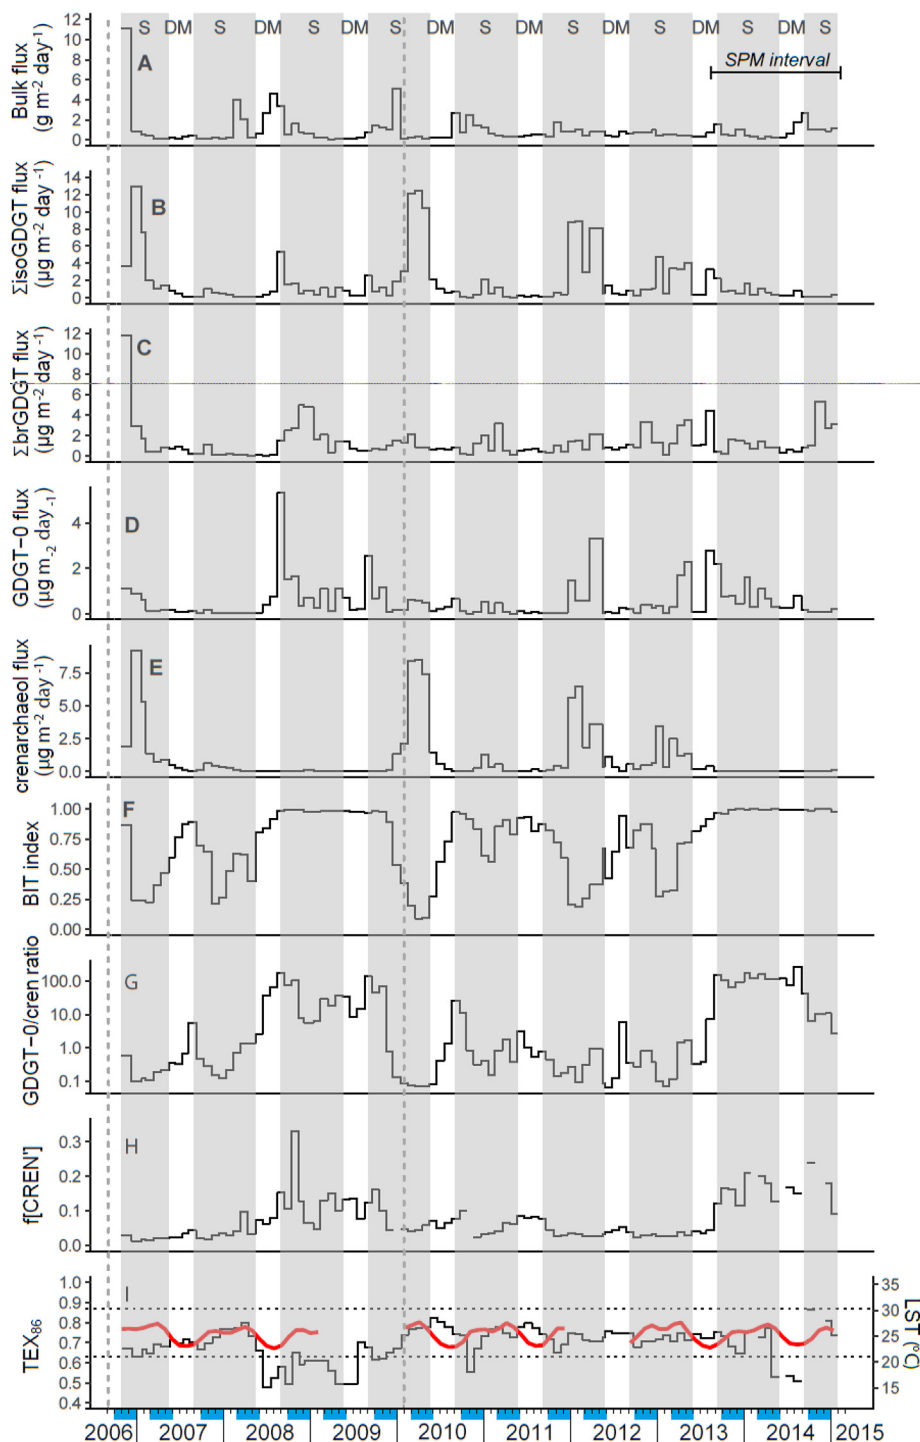 S DM S DM S DM S DM S DM S DM S DM S DM S
Bulk flux
(g m-2 day-1)
12
10
8
6
4
2
0
A
SPM interval
ΣisoGDGT flux
(µg m-2 day -1)
14
12
10
8
6
4
2
0
B
ΣbrGDGT flux
(µg m-2 day -1)
12
10
8
6
4
2
0
C
GDGT−0 flux
(µg m-2 day -1)
4
2
0
D
crenarchaeol flux
(µg m-2 day -1)
7.5
5.0
2.5
0.0
E
BIT index
1.00
0.75
0.50
0.25
0.00
F
GDGT−0/cren ratio
100.0
10.0
1.0
0.1
G
f[CREN']
0.3
0.2
0.1
0.0
H
TEX86
1.0
0.9
0.8
0.7
0.6
0.5
0.4
I
35
30
25
20
15
LST (°C)
2006 2007 2008 2009 2010 2011 2012 2013 2014 2015